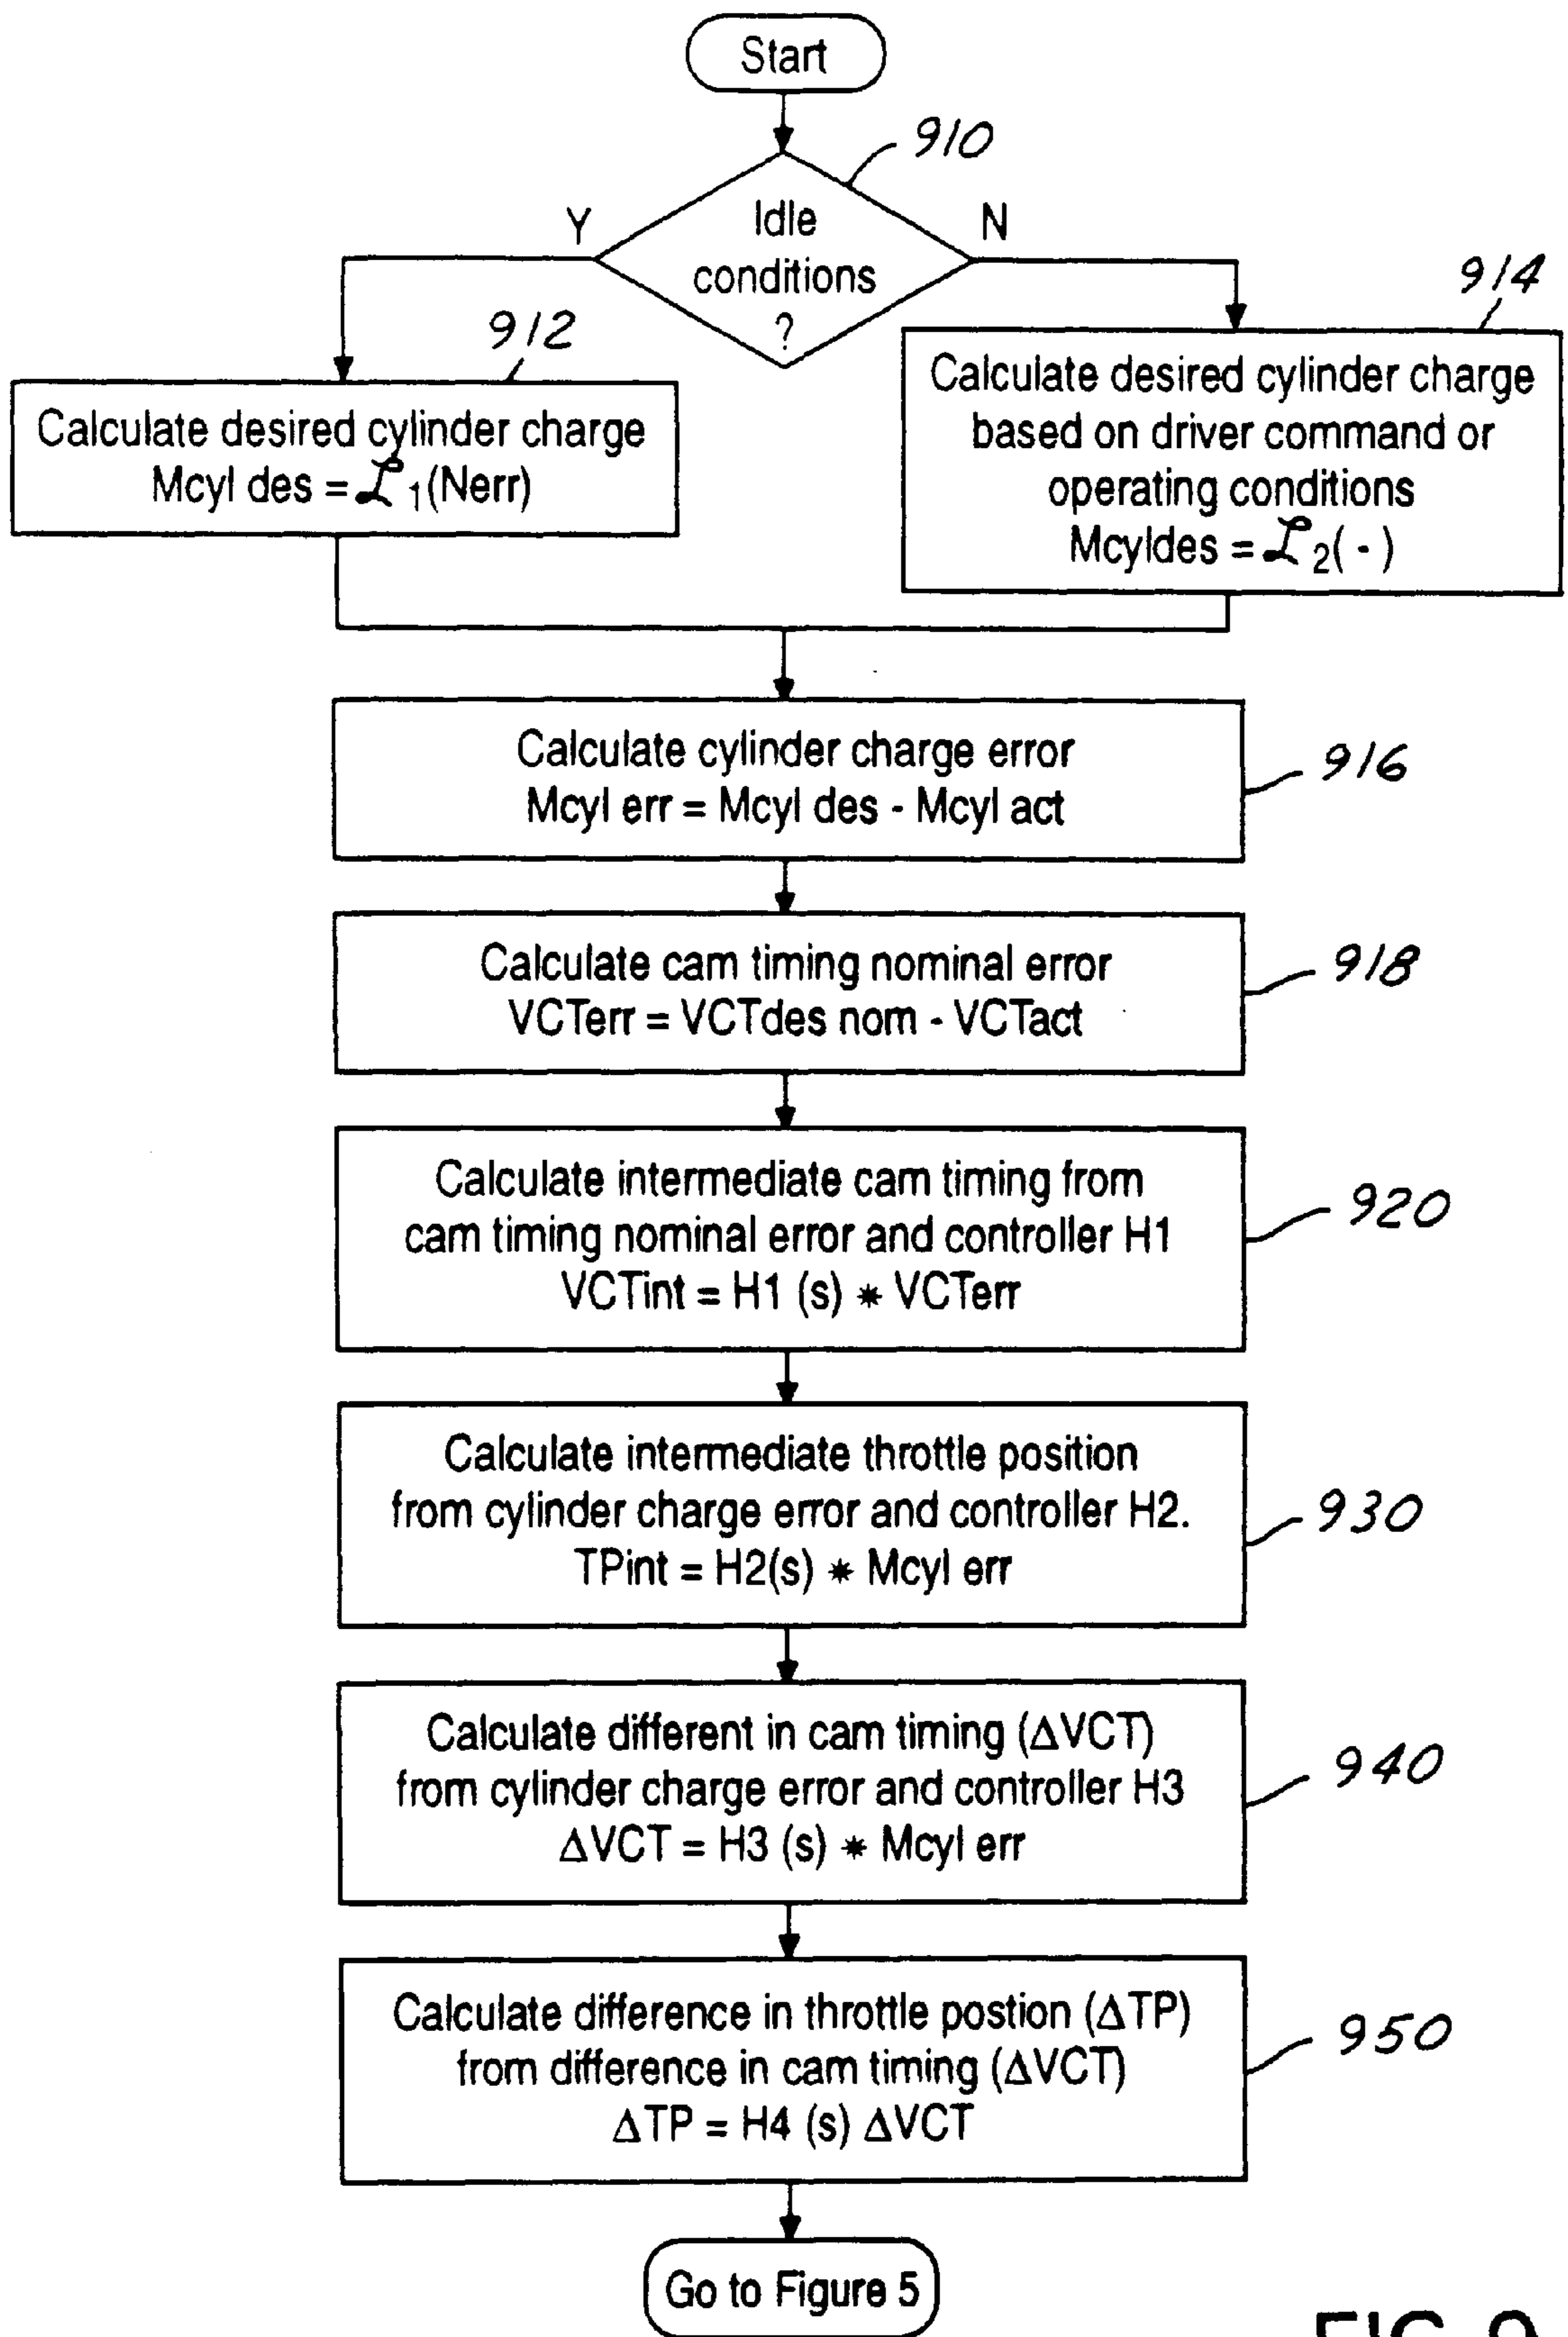 Start
910
Idle
conditions
?
Y
N
912
914
Calculate desired cylinder charge
Mcyl des = ℒ1(Nerr)
Calculate desired cylinder charge
based on driver command or
operating conditions
Mcyldes = ℒ2( - )
Calculate cylinder charge error
Mcyl err = Mcyl des - Mcyl act
916
Calculate cam timing nominal error
VCTerr = VCTdes nom - VCTact
918
Calculate intermediate cam timing from
cam timing nominal error and controller H1
VCTint = H1 (s) * VCTerr
920
Calculate intermediate throttle position
from cylinder charge error and controller H2.
TPint = H2(s) * Mcyl err
930
Calculate different in cam timing (ΔVCT)
from cylinder charge error and controller H3
ΔVCT = H3 (s) * Mcyl err
940
Calculate difference in throttle postion (ΔTP)
from difference in cam timing (ΔVCT)
ΔTP = H4 (s) ΔVCT
950
Go to Figure 5